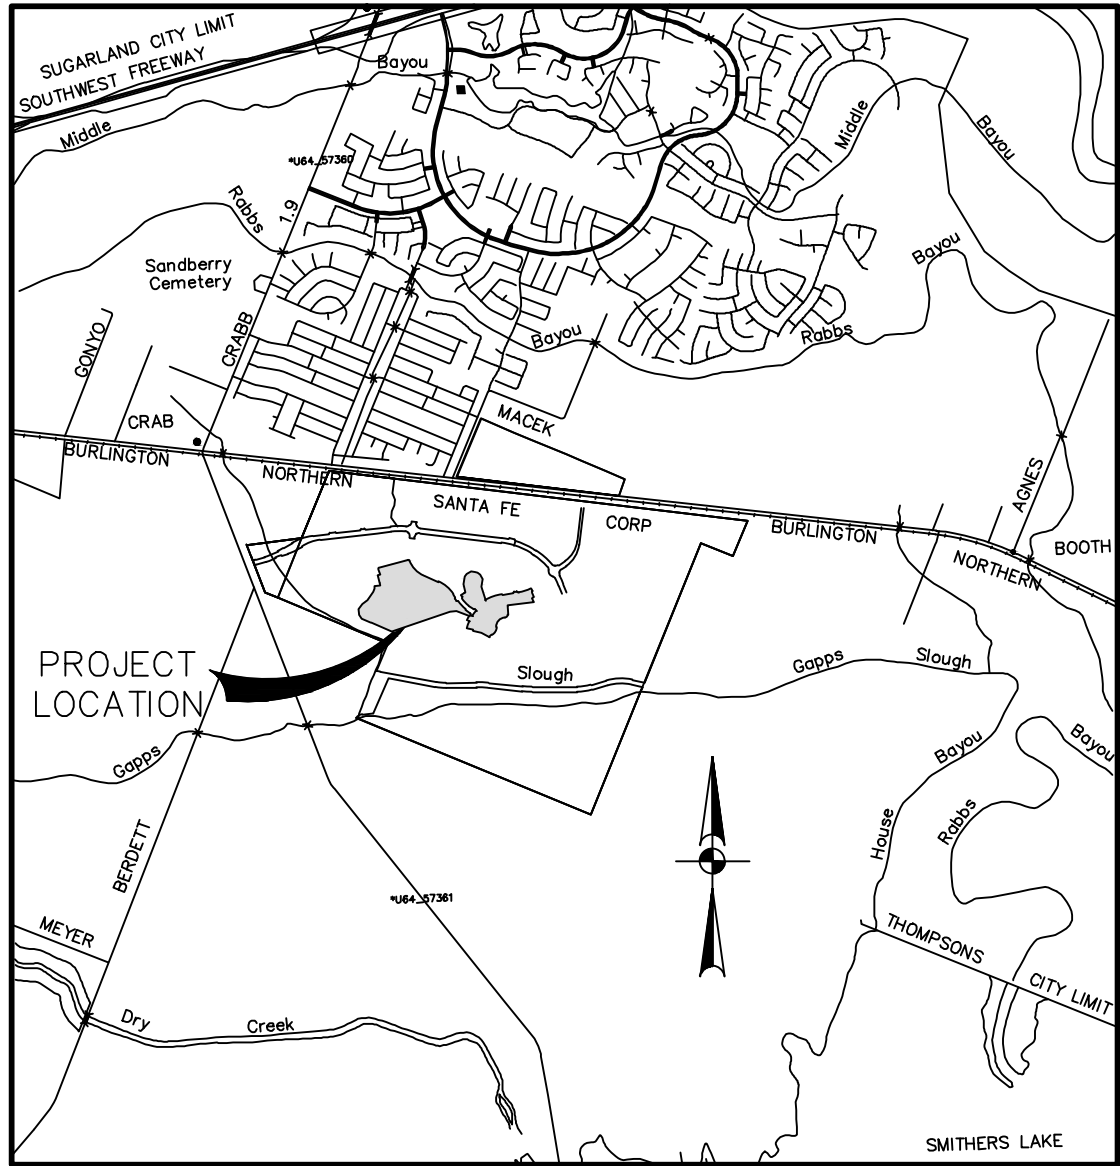 SUGARLAND CITY LIMIT
SOUTHWEST FREEWAY
Bayou
Middle
Middle
Bayou
*U64_57360
Rabbs
1.9
Sandberry
Cemetery
Bayou
GONYO
CRABB
Bayou
Rabbs
CRAB
MACEK
BURLINGTON
NORTHERN
SANTA FE
CORP
BURLINGTON
AGNES
NORTHERN
BOOTH
PROJECT
LOCATION
Slough
Gapps
Slough
Gapps
Bayou
Bayou
House
Rabbs
BERDETT
*U64_57361
MEYER
THOMPSONS
CITY LIMIT
Dry
Creek
SMITHERS LAKE